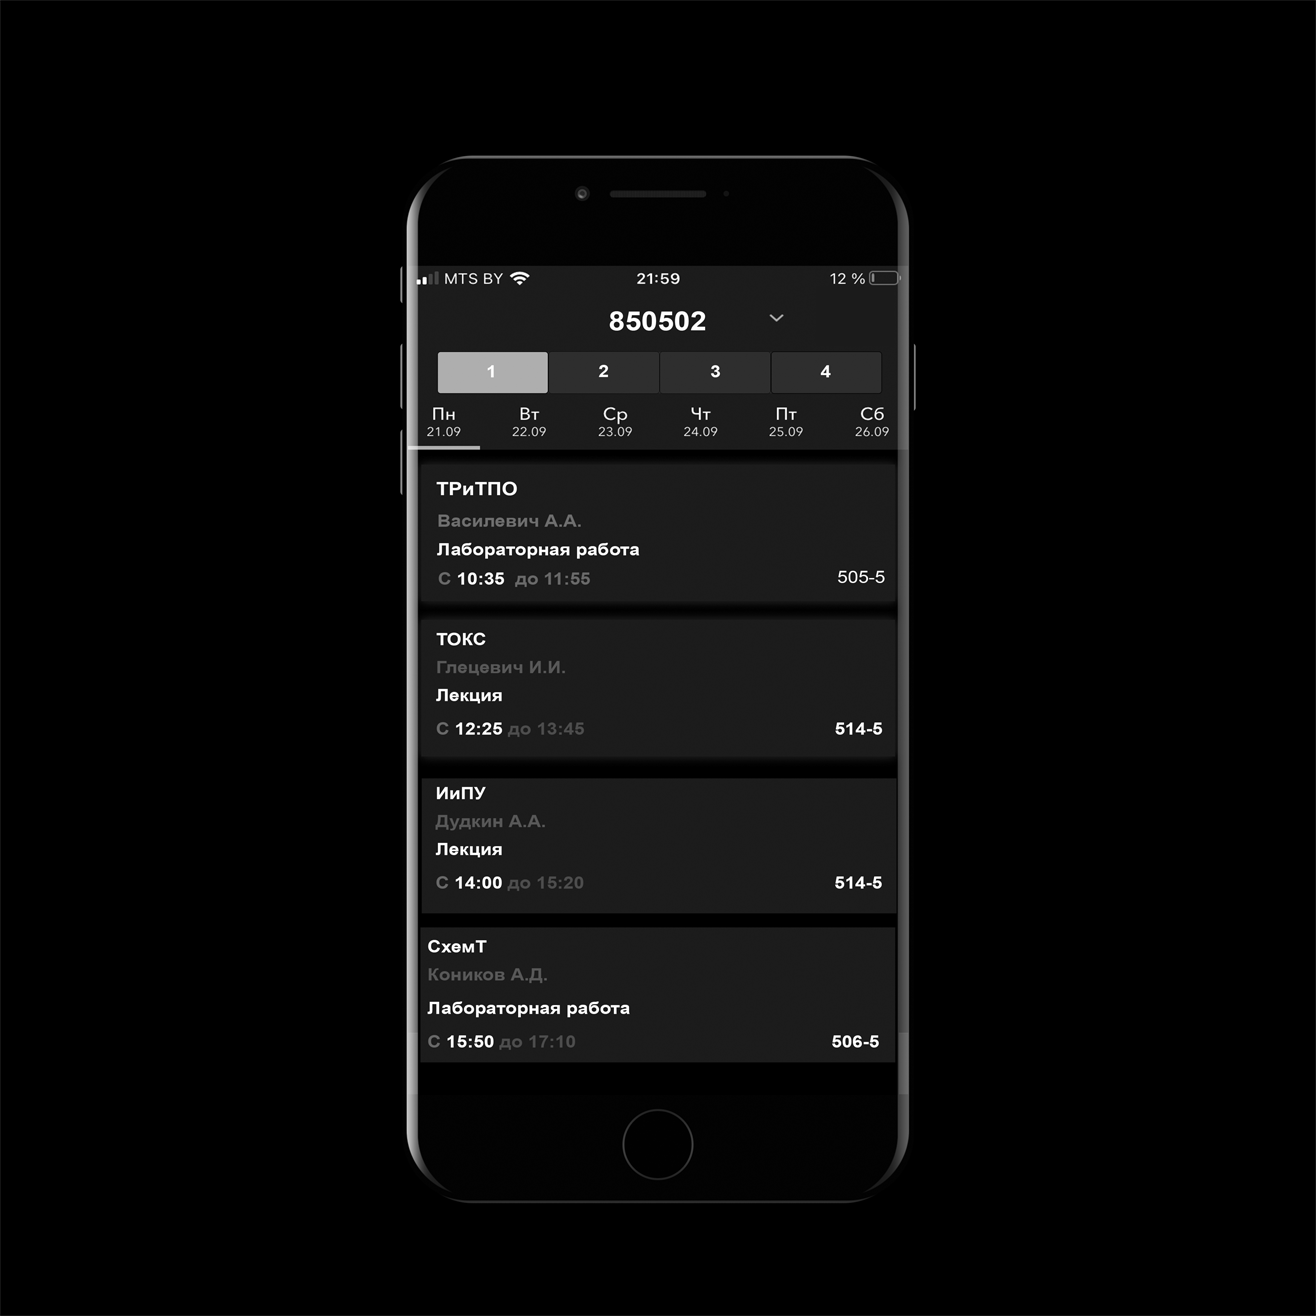 MTS BY 21:59 12 %
850502
1 2 3 4
Пн Вт Ср Чт Пт Сб
21.09 22.09 23.09 24.09 25.09 26.09
ТРиТПО
Василевич А.А.
Лабораторная работа
С 10:35 до 11:55 505-5
ТОКС
Глецевич И.И.
Лекция
С 12:25 до 13:45 514-5
ИиПУ
Дудкин А.А.
Лекция
С 14:00 до 15:20 514-5
СхемТ
Коников А.Д.
Лабораторная работа
С 15:50 до 17:10 506-5